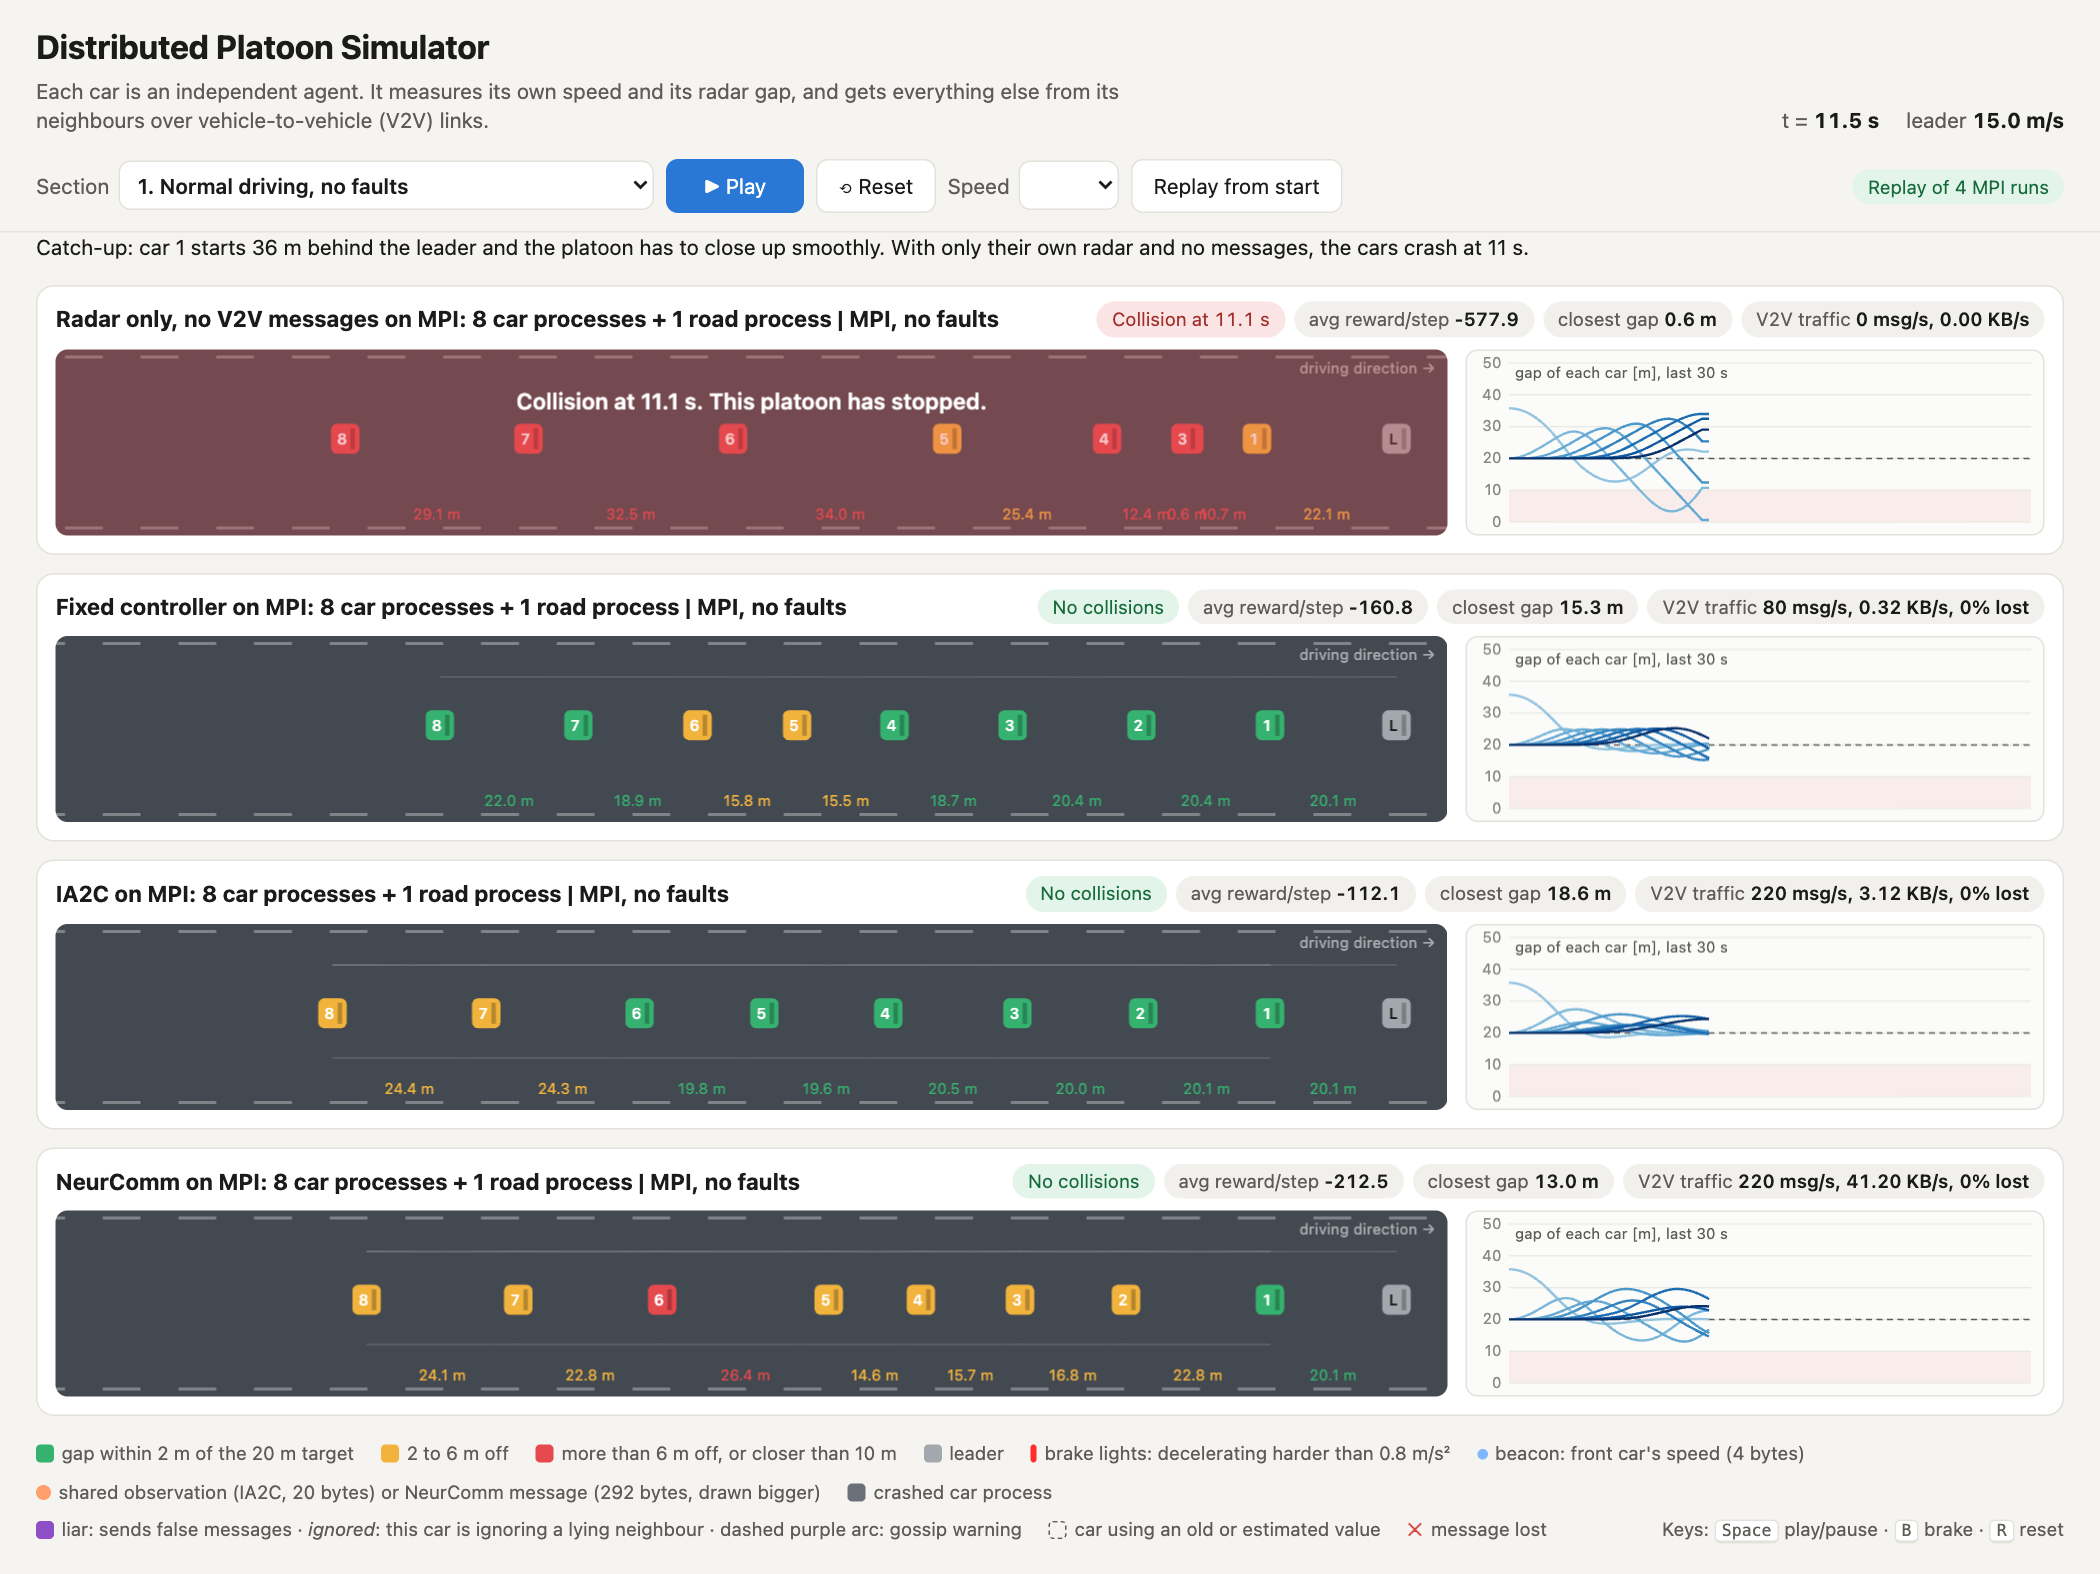 Distributed Platoon Simulator
Each car is an independent agent. It measures its own speed and its radar gap, and gets everything else from its
neighbours over vehicle-to-vehicle (V2V) links.
t = 11.5 s leader 15.0 m/s
Section 1. Normal driving, no faults ▶ Play ⟲ Reset Speed Replay from start Replay of 4 MPI runs
Catch-up: car 1 starts 36 m behind the leader and the platoon has to close up smoothly. With only their own radar and no messages, the cars crash at 11 s.
Radar only, no V2V messages on MPI: 8 car processes + 1 road process | MPI, no faults Collision at 11.1 s avg reward/step -577.9 closest gap 0.6 m V2V traffic 0 msg/s, 0.00 KB/s
driving direction →
Collision at 11.1 s. This platoon has stopped.
8 7 6 5 4 3 1 L
29.1 m 32.5 m 34.0 m 25.4 m 12.4 m 0.6 m 10.7 m 22.1 m
gap of each car [m], last 30 s
50
40
30
20
10
0
Fixed controller on MPI: 8 car processes + 1 road process | MPI, no faults No collisions avg reward/step -160.8 closest gap 15.3 m V2V traffic 80 msg/s, 0.32 KB/s, 0% lost
driving direction →
8 7 6 5 4 3 2 1 L
22.0 m 18.9 m 15.8 m 15.5 m 18.7 m 20.4 m 20.4 m 20.1 m
gap of each car [m], last 30 s
50
40
30
20
10
0
IA2C on MPI: 8 car processes + 1 road process | MPI, no faults No collisions avg reward/step -112.1 closest gap 18.6 m V2V traffic 220 msg/s, 3.12 KB/s, 0% lost
driving direction →
8 7 6 5 4 3 2 1 L
24.4 m 24.3 m 19.8 m 19.6 m 20.5 m 20.0 m 20.1 m 20.1 m
gap of each car [m], last 30 s
50
40
30
20
10
0
NeurComm on MPI: 8 car processes + 1 road process | MPI, no faults No collisions avg reward/step -212.5 closest gap 13.0 m V2V traffic 220 msg/s, 41.20 KB/s, 0% lost
driving direction →
8 7 6 5 4 3 2 1 L
24.1 m 22.8 m 26.4 m 14.6 m 15.7 m 16.8 m 22.8 m 20.1 m
gap of each car [m], last 30 s
50
40
30
20
10
0
gap within 2 m of the 20 m target 2 to 6 m off more than 6 m off, or closer than 10 m leader brake lights: decelerating harder than 0.8 m/s² beacon: front car's speed (4 bytes)
shared observation (IA2C, 20 bytes) or NeurComm message (292 bytes, drawn bigger) crashed car process
liar: sends false messages · ignored: this car is ignoring a lying neighbour · dashed purple arc: gossip warning car using an old or estimated value message lost Keys: Space play/pause · B brake · R reset